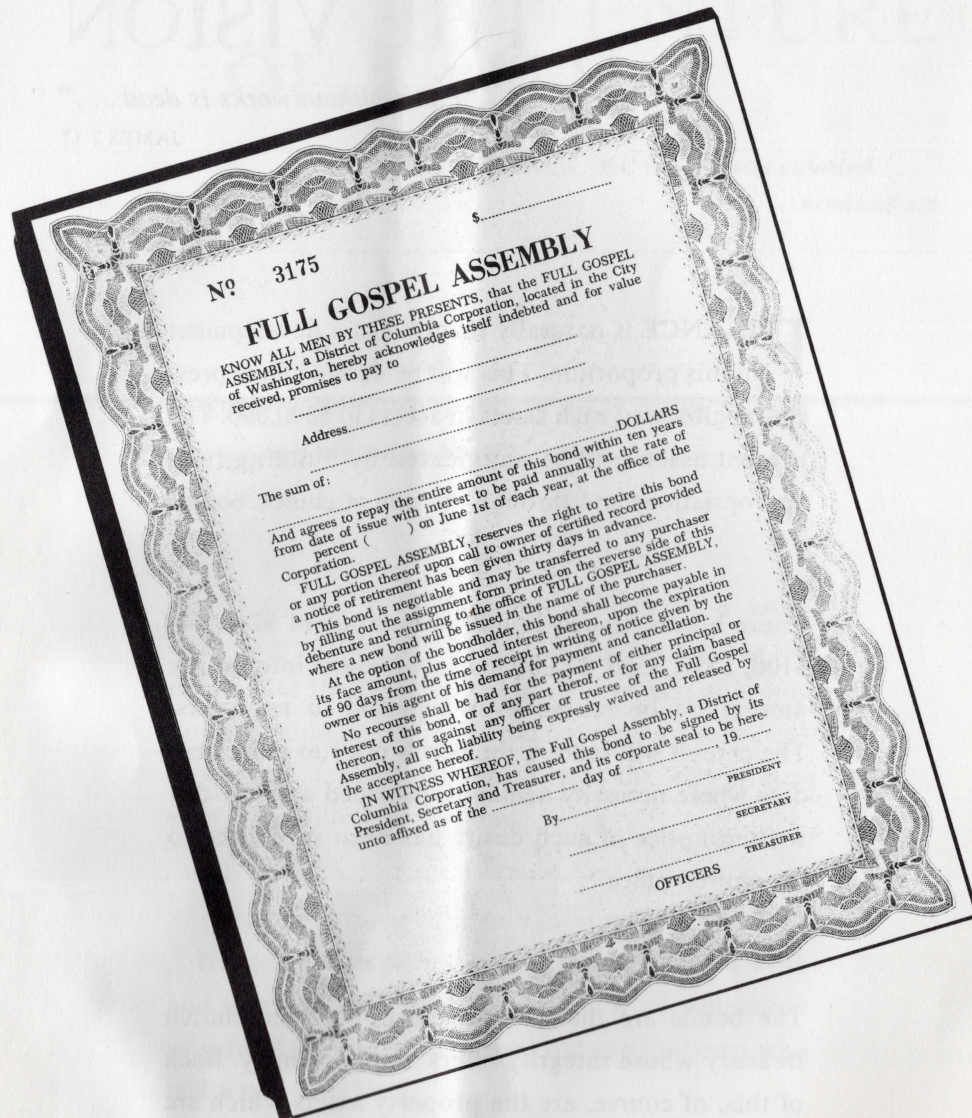 $
Nº 3175
FULL GOSPEL ASSEMBLY
KNOW ALL MEN BY THESE PRESENTS, that the FULL GOSPEL
ASSEMBLY, a District of Columbia Corporation, located in the City
of Washington, hereby acknowledges itself indebted and for value
received, promises to pay to
Address
The sum of:
DOLLARS
And agrees to repay the entire amount of this bond within ten years
from date of issue with interest to be paid annually at the rate of
percent ( ) on June 1st of each year, at the office of the
Corporation.
FULL GOSPEL ASSEMBLY, reserves the right to retire this bond
or any portion thereof upon call to owner of certified record provided
a notice of retirement has been given thirty days in advance.
This bond is negotiable and may be transferred to any purchaser
by filling out the assignment form printed on the reverse side of this
debenture and returning to the office of FULL GOSPEL ASSEMBLY,
where a new bond will be issued in the name of the purchaser.
At the option of the bondholder, this bond shall become payable in
its face amount, plus accrued interest thereon, upon the expiration
of 90 days from the time of receipt in writing of notice given by the
owner or his agent of his demand for payment and cancellation.
No recourse shall be had for the payment of either principal or
interest of this bond, or of any part therof, or for any claim based
thereon, to or against any officer or trustee of the Full Gospel
Assembly, all such liability being expressly waived and released by
the acceptance hereof.
IN WITNESS WHEREOF, The Full Gospel Assembly, a District of
Columbia Corporation, has caused this bond to be signed by its
President, Secretary and Treasurer, and its corporate seal to be here-
unto affixed as of the day of 19
By
PRESIDENT
SECRETARY
TREASURER
OFFICERS